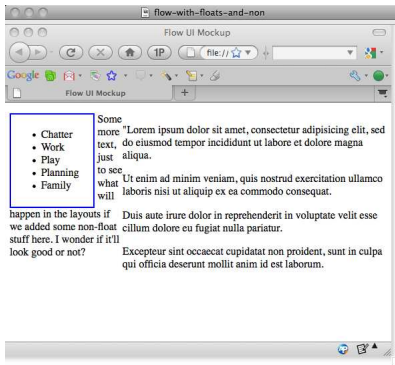 flow-with-floats-and-non
Flow UI Mockup
1P
file://
Google
Flow UI Mockup
+
Chatter
Work
Play
Planning
Family
Some
more
text,
just
to see
what
will
happen in the layouts if
we added some non-float
stuff here. I wonder if it'll
look good or not?
"Lorem ipsum dolor sit amet, consectetur adipisicing elit, sed
do eiusmod tempor incididunt ut labore et dolore magna
aliqua.
Ut enim ad minim veniam, quis nostrud exercitation ullamco
laboris nisi ut aliquip ex ea commodo consequat.
Duis aute irure dolor in reprehenderit in voluptate velit esse
cillum dolore eu fugiat nulla pariatur.
Excepteur sint occaecat cupidatat non proident, sunt in culpa
qui officia deserunt mollit anim id est laborum.